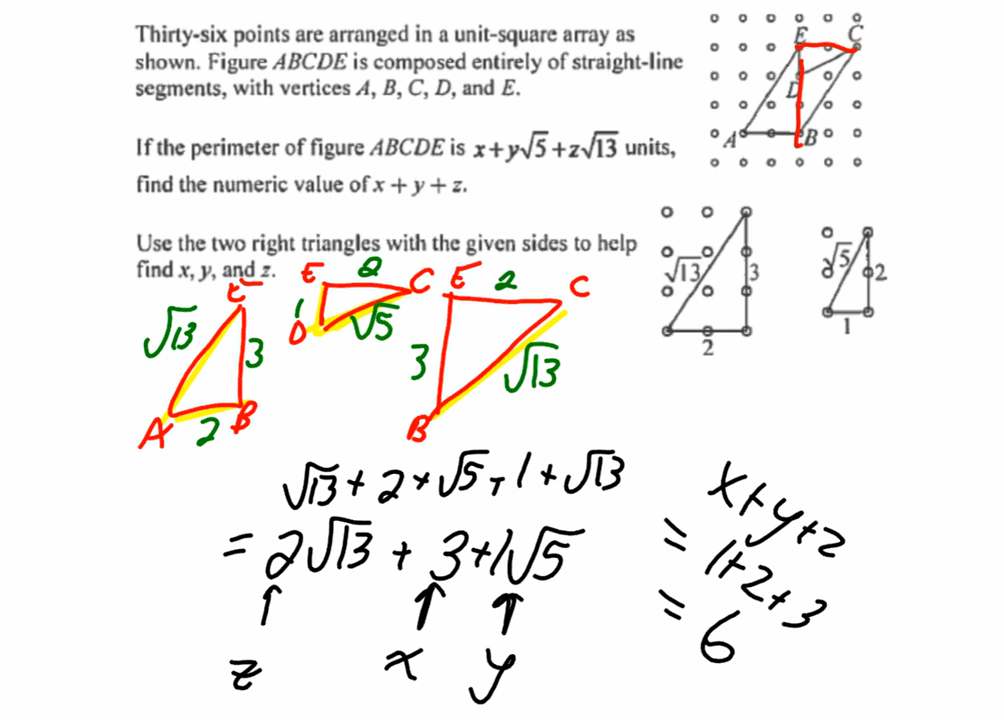 Thirty-six points are arranged in a unit-square array as
shown. Figure ABCDE is composed entirely of straight-line
segments, with vertices A, B, C, D, and E.
E C
D
A B
If the perimeter of figure ABCDE is x+y√5+z√13 units,
find the numeric value of x + y + z.
Use the two right triangles with the given sides to help
find x, y, and z.
√13 3
2
√5 2
1
E
√13 3
A 2 B
E 2 C
1
D √5
E 2 C
3 √13
B
√13 + 2 + √5 + 1 + √13
= 2√13 + 3 + 1√5
↑ ↑ ↑
z x y
x+y+z
= 1+2+3
= 6